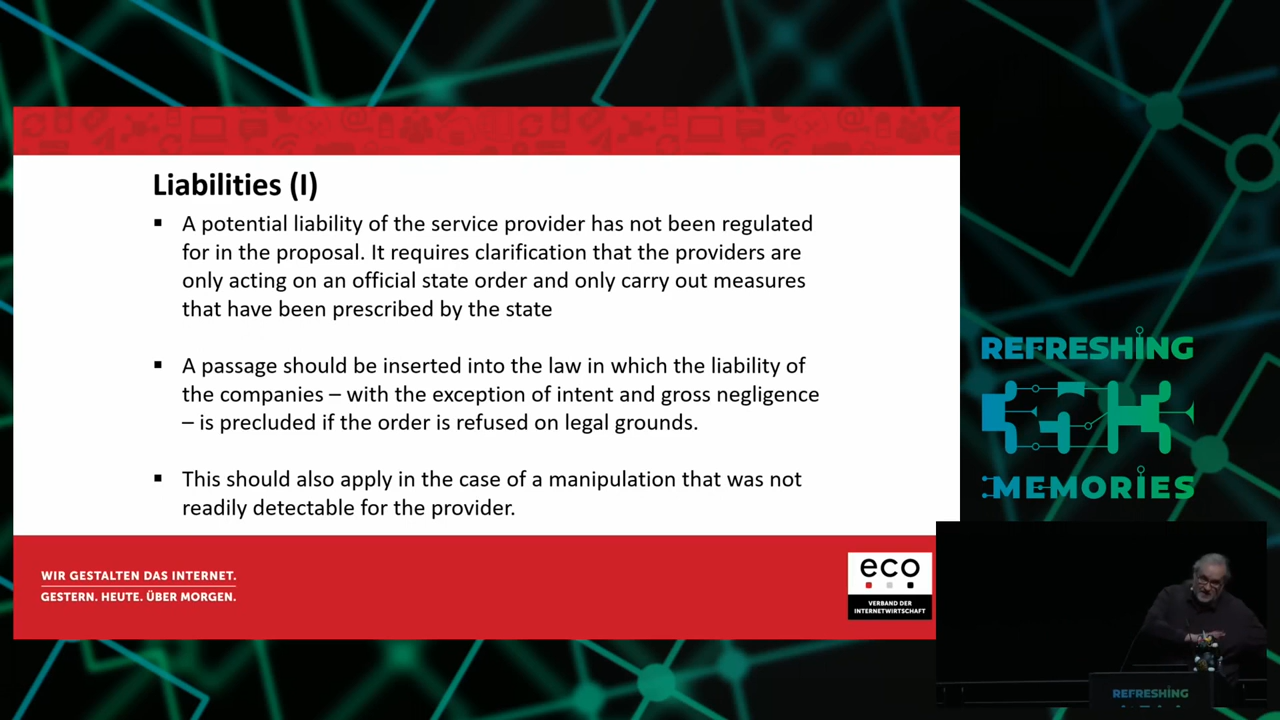 Liabilities (I)
▪ A potential liability of the service provider has not been regulated
for in the proposal. It requires clarification that the providers are
only acting on an official state order and only carry out measures
that have been prescribed by the state
▪ A passage should be inserted into the law in which the liability of
the companies – with the exception of intent and gross negligence
– is precluded if the order is refused on legal grounds.
▪ This should also apply in the case of a manipulation that was not
readily detectable for the provider.
WIR GESTALTEN DAS INTERNET.
GESTERN. HEUTE. ÜBER MORGEN.
eco
VERBAND DER
INTERNETWIRTSCHAFT
REFRESHING
MEMORIES
REFRESHING